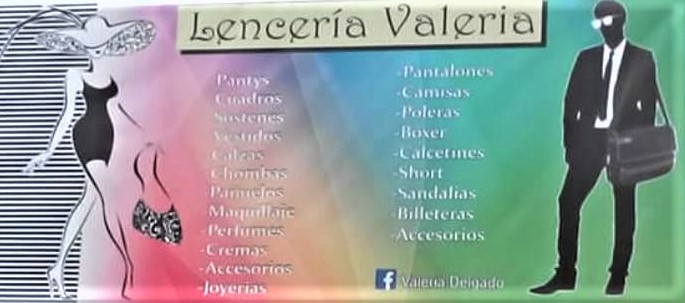 Lencería Valeria
Pantys
Cuadros
Sostenes
Vestidos
Calzas
Chombas
Pañuelos
Maquillaje
-Perfumes
-Cremas
-Accesorios
-Joyerías
-Pantalones
-Camisas
-Poleras
-Boxer
-Calcetines
-Short
-Sandalias
-Billeteras
-Accesorios
f Valeria Delgado